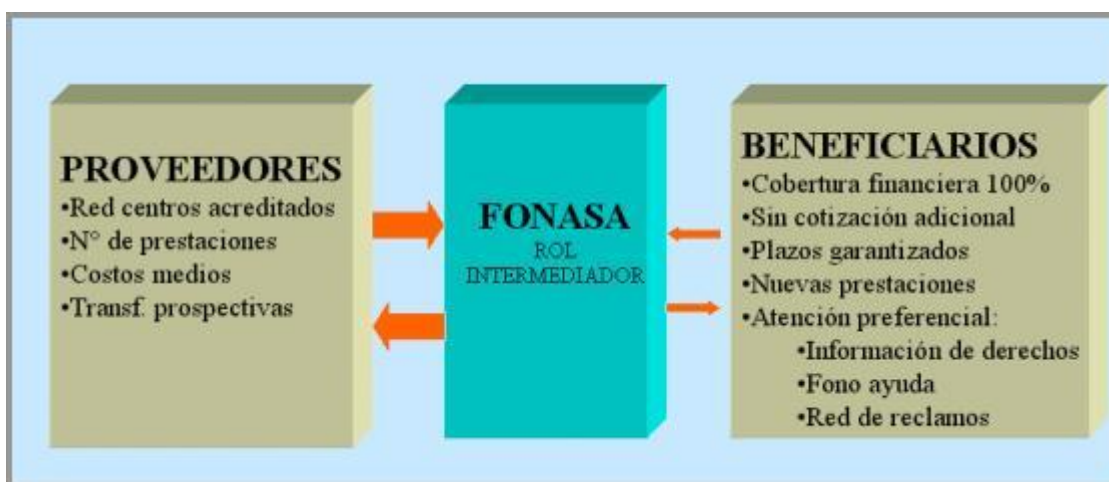 PROVEEDORES
•Red centros acreditados
•N° de prestaciones
•Costos medios
•Transf. prospectivas
FONASA
ROL
INTERMEDIADOR
BENEFICIARIOS
•Cobertura financiera 100%
•Sin cotización adicional
•Plazos garantizados
•Nuevas prestaciones
•Atención preferencial:
•Información de derechos
•Fono ayuda
•Red de reclamos